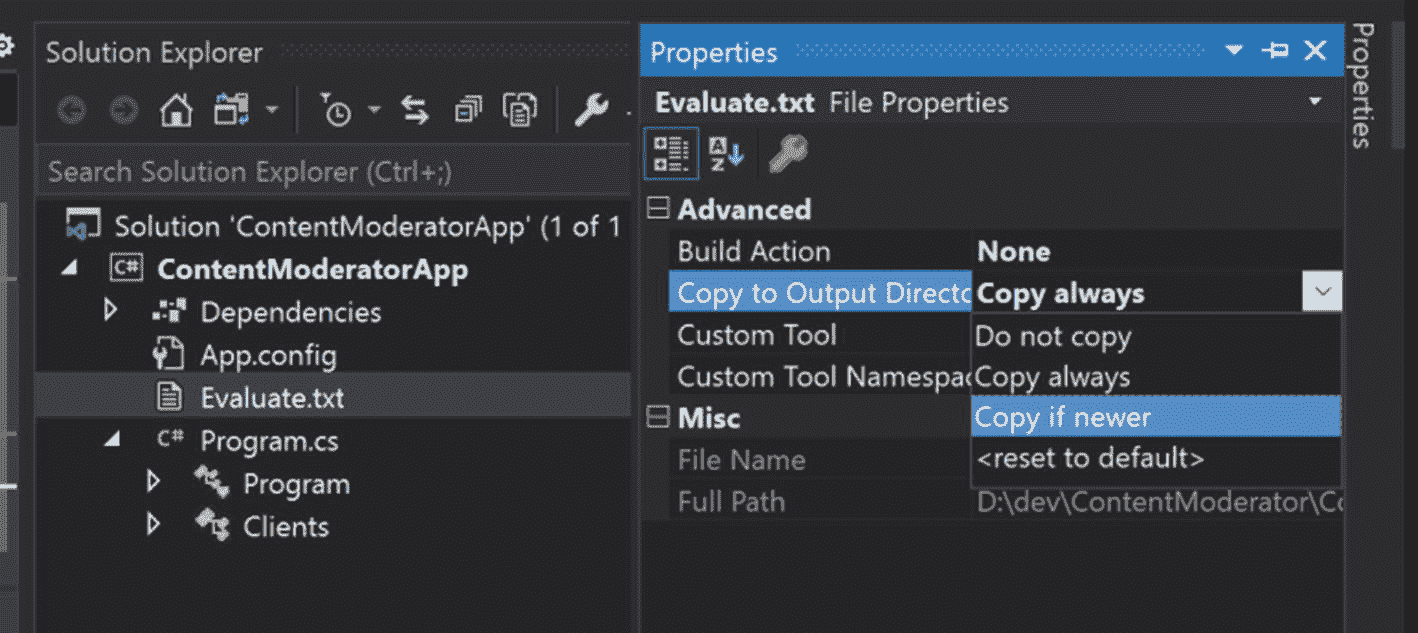 Solution Explorer
Search Solution Explorer (Ctrl+;)
Solution 'ContentModeratorApp' (1 of 1
C# ContentModeratorApp
Dependencies
App.config
Evaluate.txt
C# Program.cs
Program
Clients
Properties
Evaluate.txt File Properties
A
Z
Advanced
Build Action None
Copy to Output Directo Copy always
Do not copy
Custom Tool
Copy always
Custom Tool Namespac
Copy if newer
Misc
<reset to default>
File Name
Full Path D:\dev\ContentModerator\Co
Properties